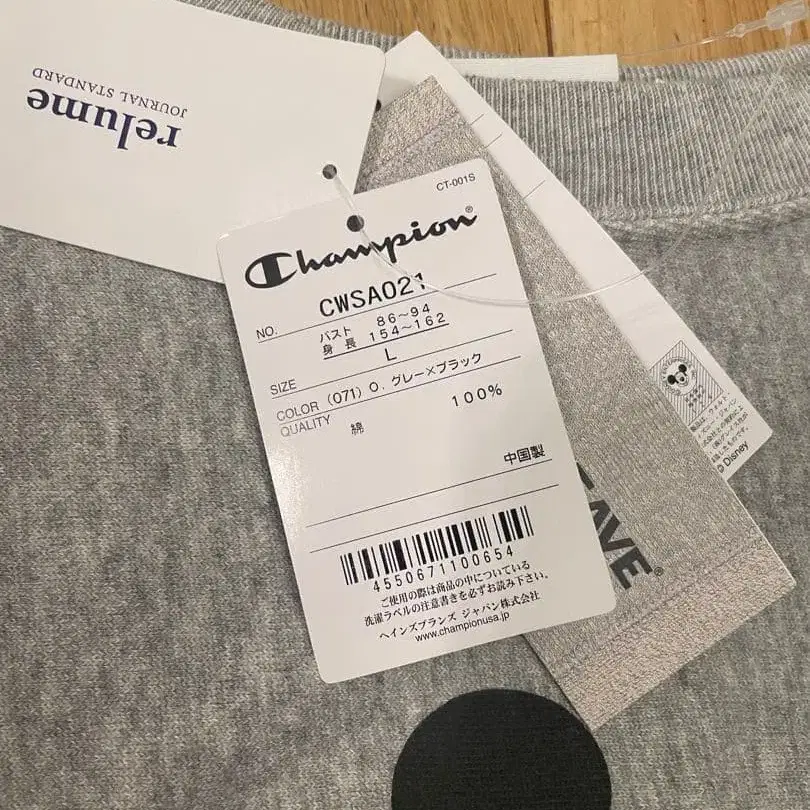 relume
JOURNAL STANDARD
CT-001S
Champion®
NO. CWSA021
バスト 86~94
身長 154~162
SIZE L
COLOR (071) O. グレー×ブラック
QUALITY
綿 100%
中国製
4550671100654
ご使用の際は商品の中についている
洗濯ラベルの注意書きを必ずお読み下さい。
ヘインズブランズ ジャパン株式会社
www.championusa.jp
EAVE®
© Disney